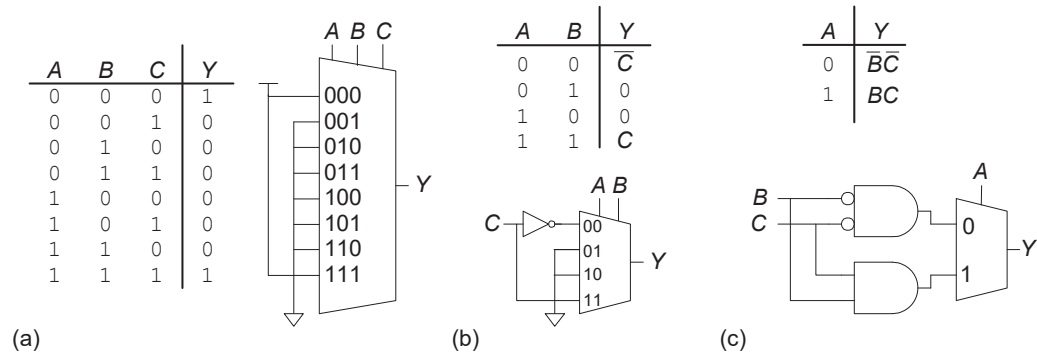 A B C Y
0 0 0 1
0 0 1 0
0 1 0 0
0 1 1 0
1 0 0 0
1 0 1 0
1 1 0 0
1 1 1 1
A B C
000
001
010
011
100
101
110
111
Y
(a)
A B Y
0 0 C̅
0 1 0
1 0 0
1 1 C
A B
C
00
01
10
11
Y
(b)
A Y
0 B̅C̅
1 BC
A
B
C
0
1
Y
(c)